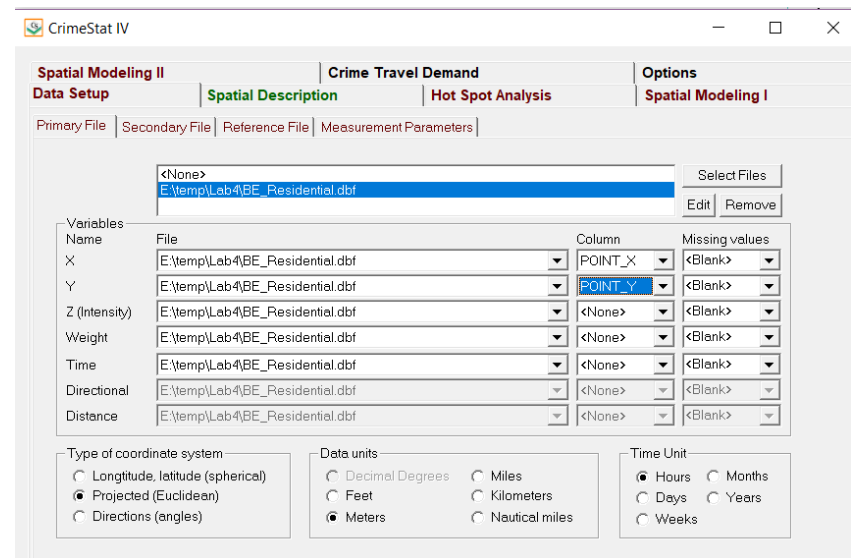 CrimeStat IV
Spatial Modeling II Crime Travel Demand Options
Data Setup Spatial Description Hot Spot Analysis Spatial Modeling I
Primary File Secondary File Reference File Measurement Parameters
<None> Select Files
E:\temp\Lab4\BE_Residential.dbf
Edit Remove
Variables
Name File Column Missing values
X E:\temp\Lab4\BE_Residential.dbf POINT_X <Blank>
Y E:\temp\Lab4\BE_Residential.dbf POINT_Y <Blank>
Z (Intensity) E:\temp\Lab4\BE_Residential.dbf <None> <Blank>
Weight E:\temp\Lab4\BE_Residential.dbf <None> <Blank>
Time E:\temp\Lab4\BE_Residential.dbf <None> <Blank>
Directional E:\temp\Lab4\BE_Residential.dbf <None> <Blank>
Distance E:\temp\Lab4\BE_Residential.dbf <None> <Blank>
Type of coordinate system Data units Time Unit
Longtitude, latitude (spherical) Decimal Degrees Miles Hours Months
Projected (Euclidean) Feet Kilometers Days Years
Directions (angles) Meters Nautical miles Weeks